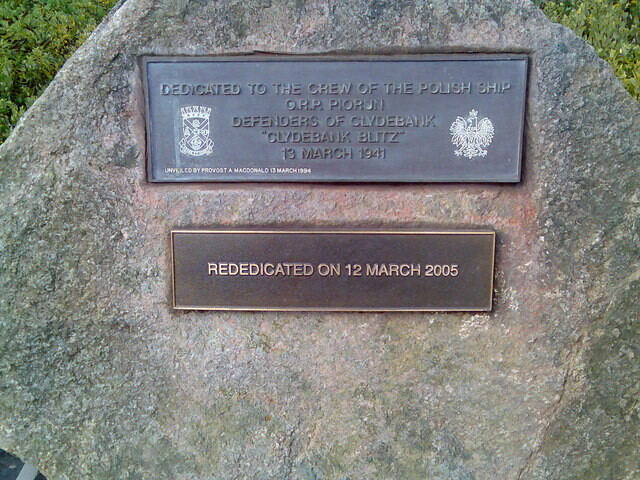 DEDICATED TO THE CREW OF THE POLISH SHIP
O.R.P. PIORUN
DEFENDERS OF CLYDEBANK
"CLYDEBANK BLITZ"
13 MARCH 1941
UNVEILED BY PROVOST A. MACDONALD 13 MARCH 1994
REDEDICATED ON 12 MARCH 2005